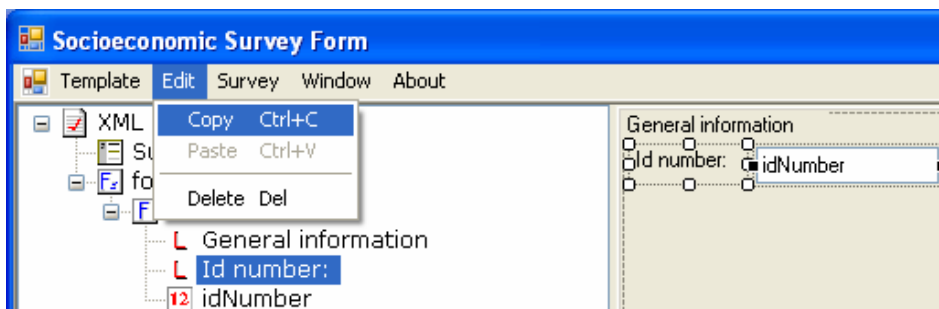 Socioeconomic Survey Form
Template Edit Survey Window About
XML
Copy Ctrl+C
Paste Ctrl+V
Delete Del
fo
General information
Id number:
idNumber
General information
Id number: idNumber